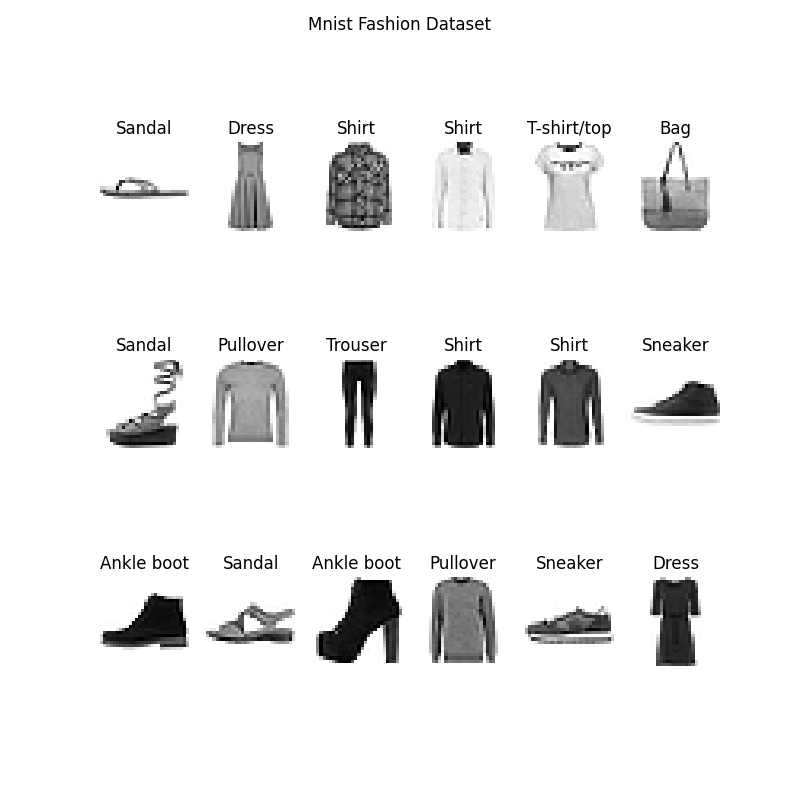 Mnist Fashion Dataset
Sandal Dress Shirt Shirt T-shirt/top Bag
Sandal Pullover Trouser Shirt Shirt Sneaker
Ankle boot Sandal Ankle boot Pullover Sneaker Dress